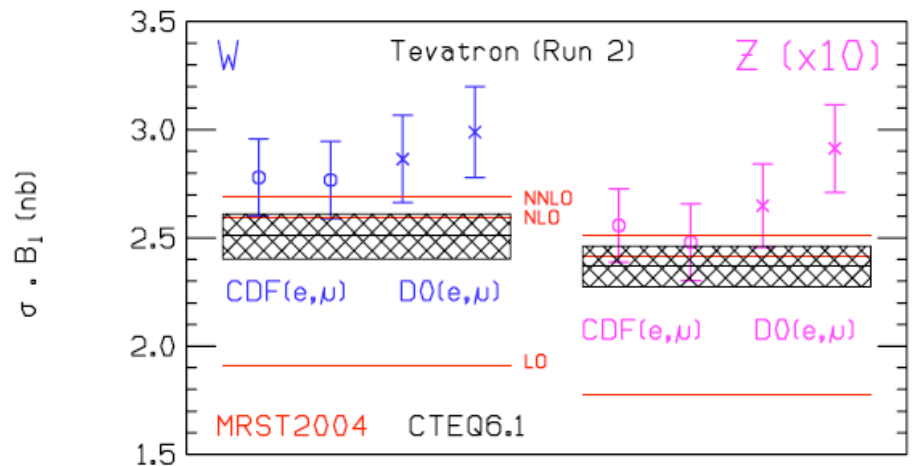 3.5
W
Tevatron (Run 2)
Z (x10)
3.0
NNLO
NLO
2.5
CDF(e,μ)
D0(e,μ)
CDF(e,μ)
D0(e,μ)
2.0
LO
MRST2004
CTEQ6.1
1.5
σ . Bl (nb)